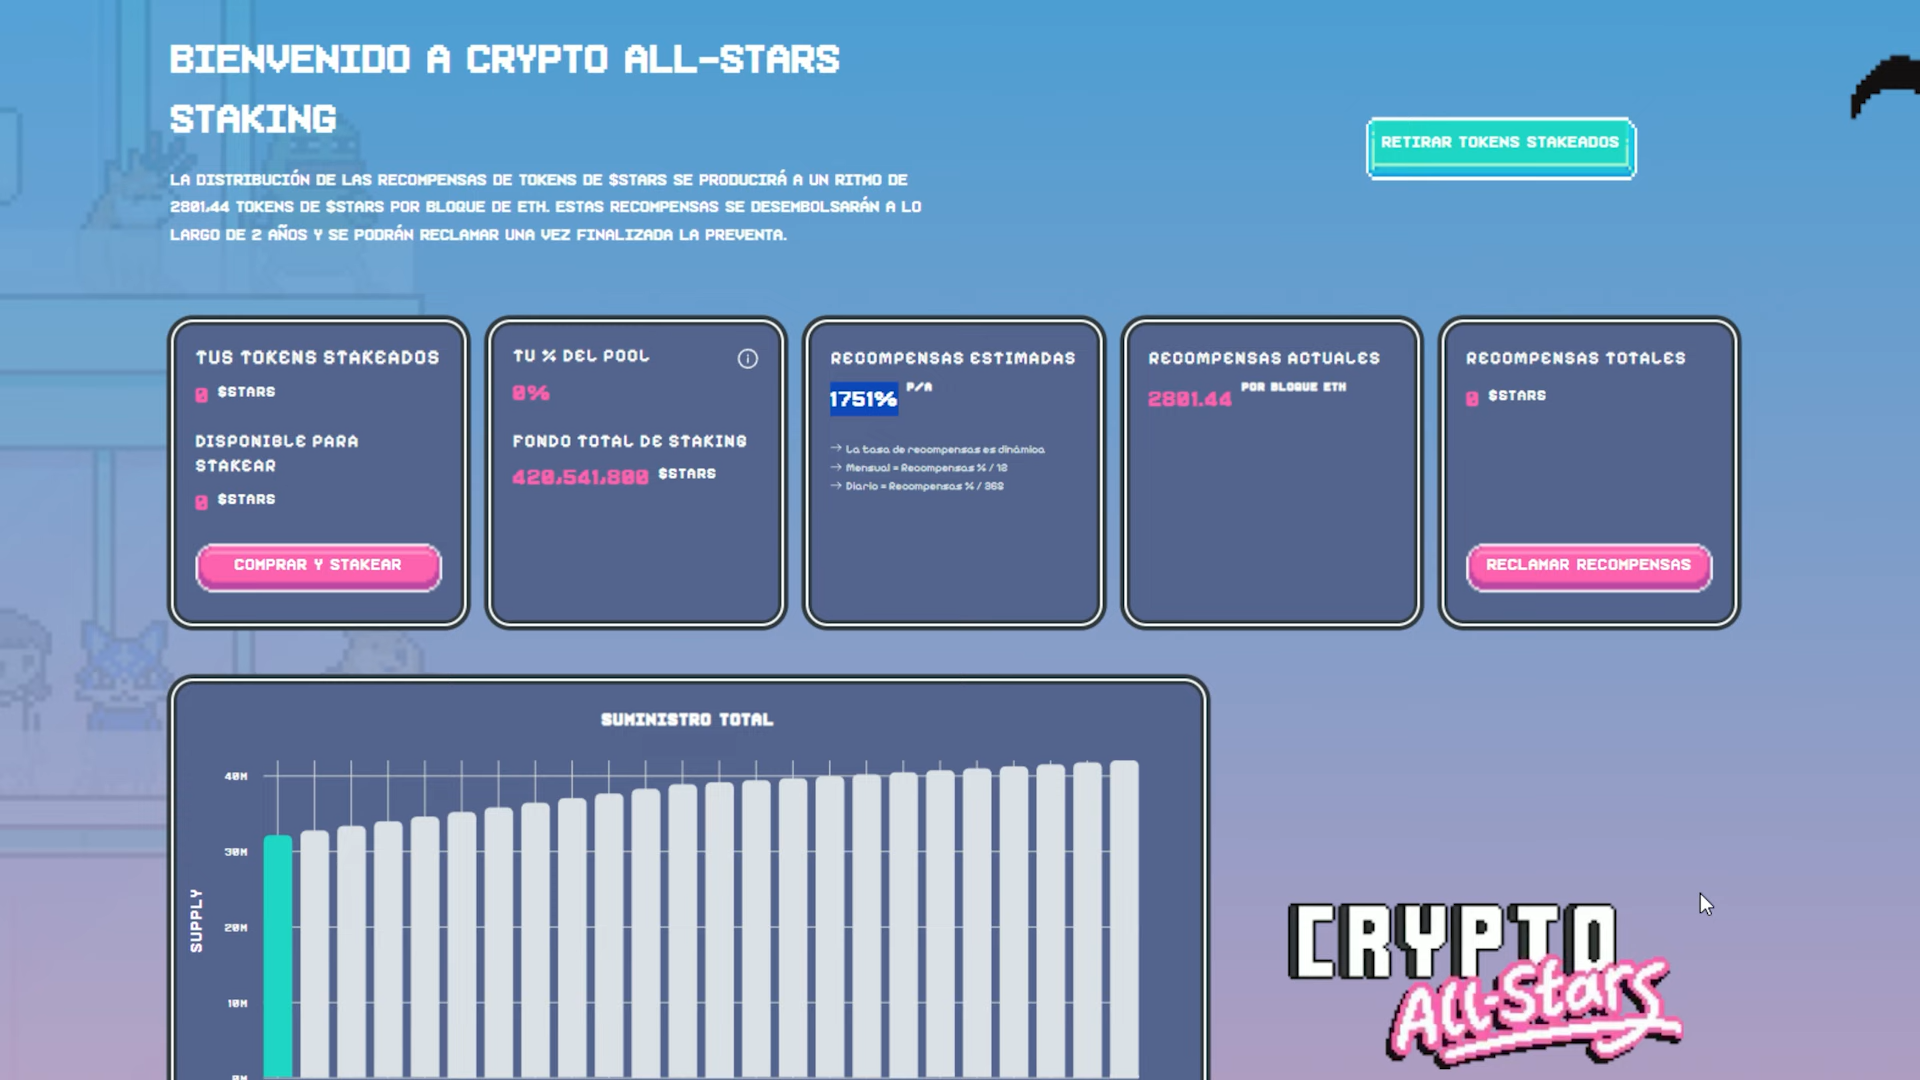 BIENVENIDO A CRYPTO ALL-STARS
STAKING
RETIRAR TOKENS STAKEADOS
LA DISTRIBUCIÓN DE LAS RECOMPENSAS DE TOKENS DE $STARS SE PRODUCIRÁ A UN RITMO DE
2801.44 TOKENS DE $STARS POR BLOQUE DE ETH. ESTAS RECOMPENSAS SE DESEMBOLSARÁN A LO
LARGO DE 2 AÑOS Y SE PODRÁN RECLAMAR UNA VEZ FINALIZADA LA PREVENTA.
TUS TOKENS STAKEADOS
0 $STARS
DISPONIBLE PARA
STAKEAR
0 $STARS
COMPRAR Y STAKEAR
TU % DEL POOL
0%
FONDO TOTAL DE STAKING
420,541,800 $STARS
RECOMPENSAS ESTIMADAS
1751% P/A
→ La tasa de recompensas es dinámica
→ Mensual = Recompensas % / 12
→ Diario = Recompensas % / 365
RECOMPENSAS ACTUALES
2801.44 POR BLOQUE ETH
RECOMPENSAS TOTALES
0 $STARS
RECLAMAR RECOMPENSAS
SUMINISTRO TOTAL
40M
30M
20M
10M
0M
SUPPLY
CRYPTO
All-Stars